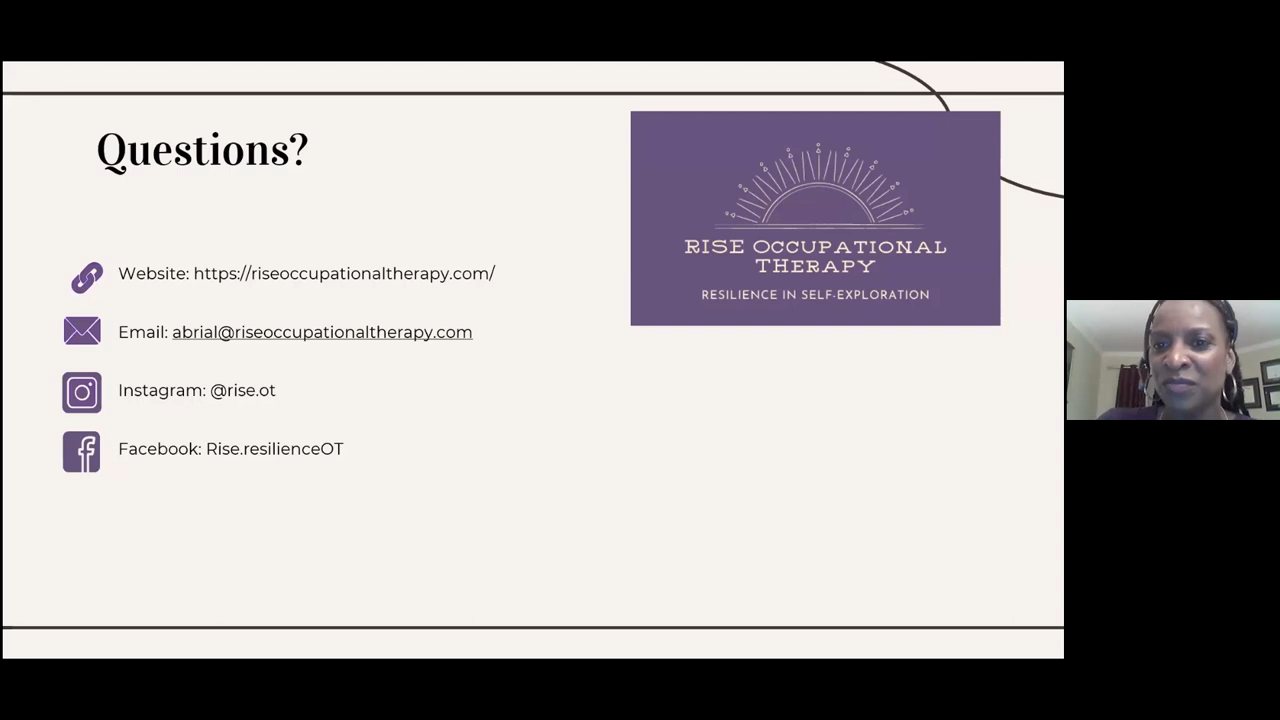 Questions?
RISE OCCUPATIONAL
THERAPY
RESILIENCE IN SELF-EXPLORATION
Website: https://riseoccupationaltherapy.com/
Email: abrial@riseoccupationaltherapy.com
Instagram: @rise.ot
Facebook: Rise.resilienceOT